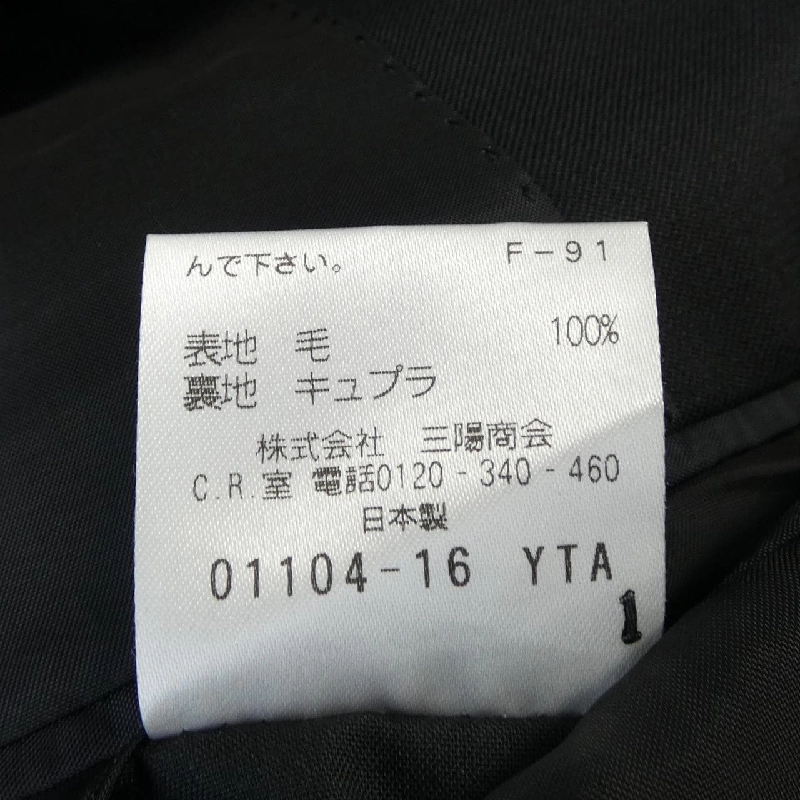 んで下さい。 F-91
表地 毛 100%
裏地 キュプラ
株式会社 三陽商会
C.R.室 電話0120-340-460
日本製
01104-16 YTA
1